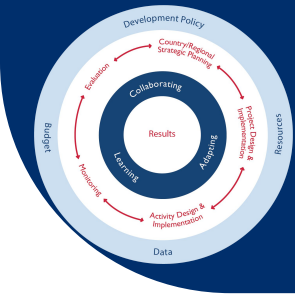 Development Policy
Country/Regional
Strategic Planning
Evaluation
Collaborating
Project Design &
Implementation
Budget
Results
Resources
Learning
Adapting
Monitoring
Activity Design &
Implementation
Data